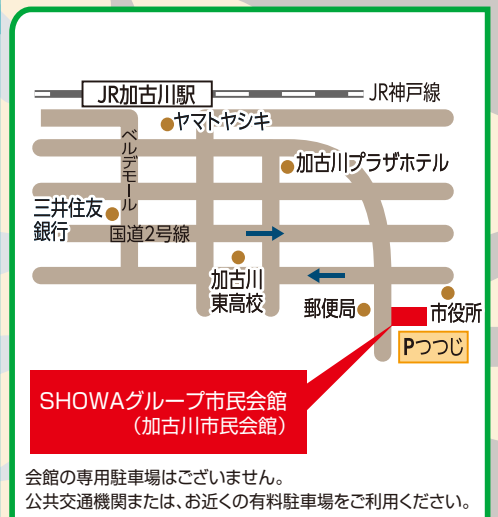 JR加古川駅
JR神戸線
ヤマトヤシキ
ベルデモール
加古川プラザホテル
三井住友
銀行
国道2号線
加古川
東高校
郵便局
市役所
Pつつじ
SHOWAグループ市民会館
（加古川市民会館）
会館の専用駐車場はございません。
公共交通機関または、お近くの有料駐車場をご利用ください。